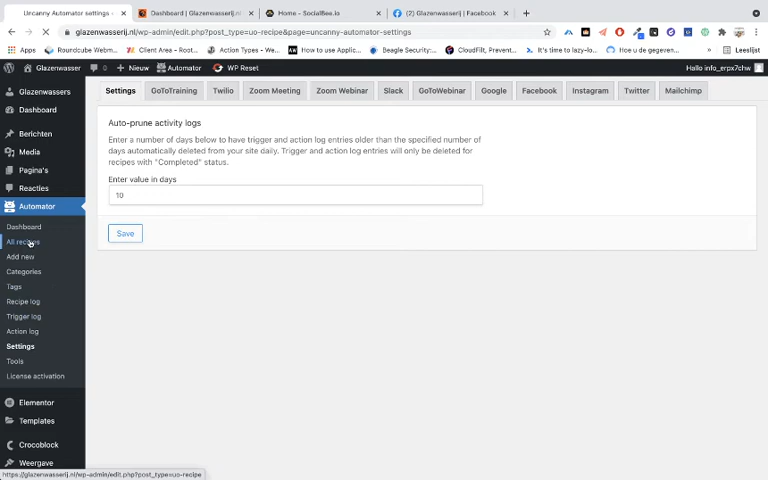 Uncanny Automator settings -
Dashboard | Glazenwasserij.nl
Home - SocialBee.io
(2) Glazenwasserij | Facebook
glazenwasserij.nl/wp-admin/edit.php?post_type=uo-recipe&page=uncanny-automator-settings
Apps
Roundcube Webm...
Client Area - Root...
Action Types - We...
How to use Applic...
Beagle Security:...
CloudFilt, Prevent...
It's time to lazy-lo...
Hoe u de gegeven...
Leeslijst
Glazenwasser
0
Nieuw
Automator
WP Reset
Hallo info_erpx7chw
Glazenwassers
Dashboard
Berichten
Media
Pagina's
Reacties
Automator
Dashboard
All recipes
Add new
Categories
Tags
Recipe log
Trigger log
Action log
Settings
Tools
License activation
Elementor
Templates
Crocoblock
Weergave
Settings
GoToTraining
Twilio
Zoom Meeting
Zoom Webinar
Slack
GoToWebinar
Google
Facebook
Instagram
Twitter
Mailchimp
Auto-prune activity logs
Enter a number of days below to have trigger and action log entries older than the specified number of
days automatically deleted from your site daily. Trigger and action log entries will only be deleted for
recipes with "Completed" status.
Enter value in days
10
Save
https://glazenwasserij.nl/wp-admin/edit.php?post_type=uo-recipe